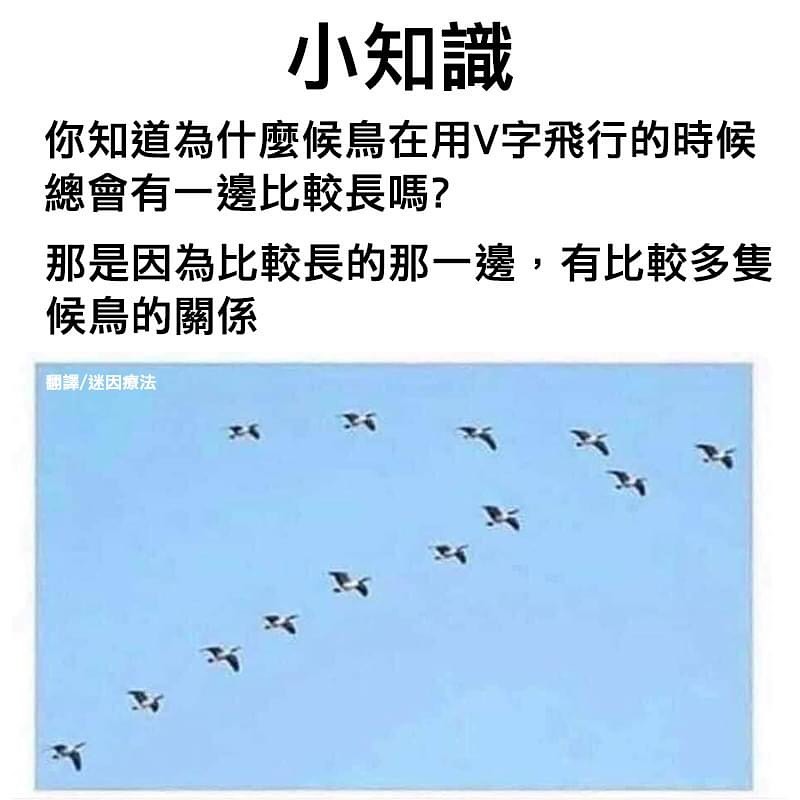 小知識
你知道為什麼候鳥在用V字飛行的時候
總會有一邊比較長嗎?
那是因為比較長的那一邊，有比較多隻
候鳥的關係
翻譯/迷因療法